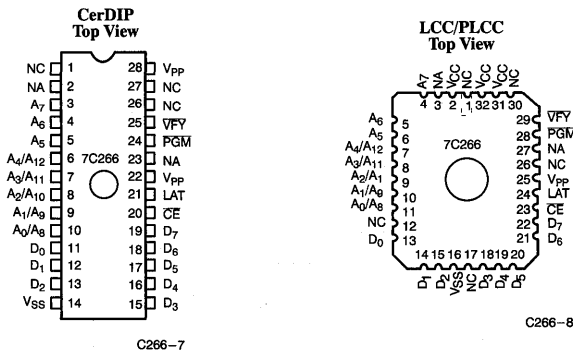 CerDIP
Top View
NC 1 28 VPP
NA 2 27 NC
A7 3 26 NC
A6 4 25 VFY
A5 5 24 PGM
A4/A12 6 7C266 23 NA
A3/A11 7 22 VPP
A2/A10 8 21 LAT
A1/A9 9 20 CE
A0/A8 10 19 D7
D0 11 18 D6
D1 12 17 D5
D2 13 16 D4
VSS 14 15 D3
C266–7
LCC/PLCC
Top View
A7 NA VCC NC VCC VCC NC
4 3 2 1 32 31 30
A6 5 29 VFY
A5 6 28 PGM
A4/A12 7 7C266 27 NA
A3/A11 8 26 NC
A2/A1 9 25 VPP
A1/A9 10 24 LAT
A0/A8 11 23 CE
NC 12 22 D7
D0 13 21 D6
14 15 16 17 18 19 20
D1 D2 VSS NC D3 D4 D5
C266–8